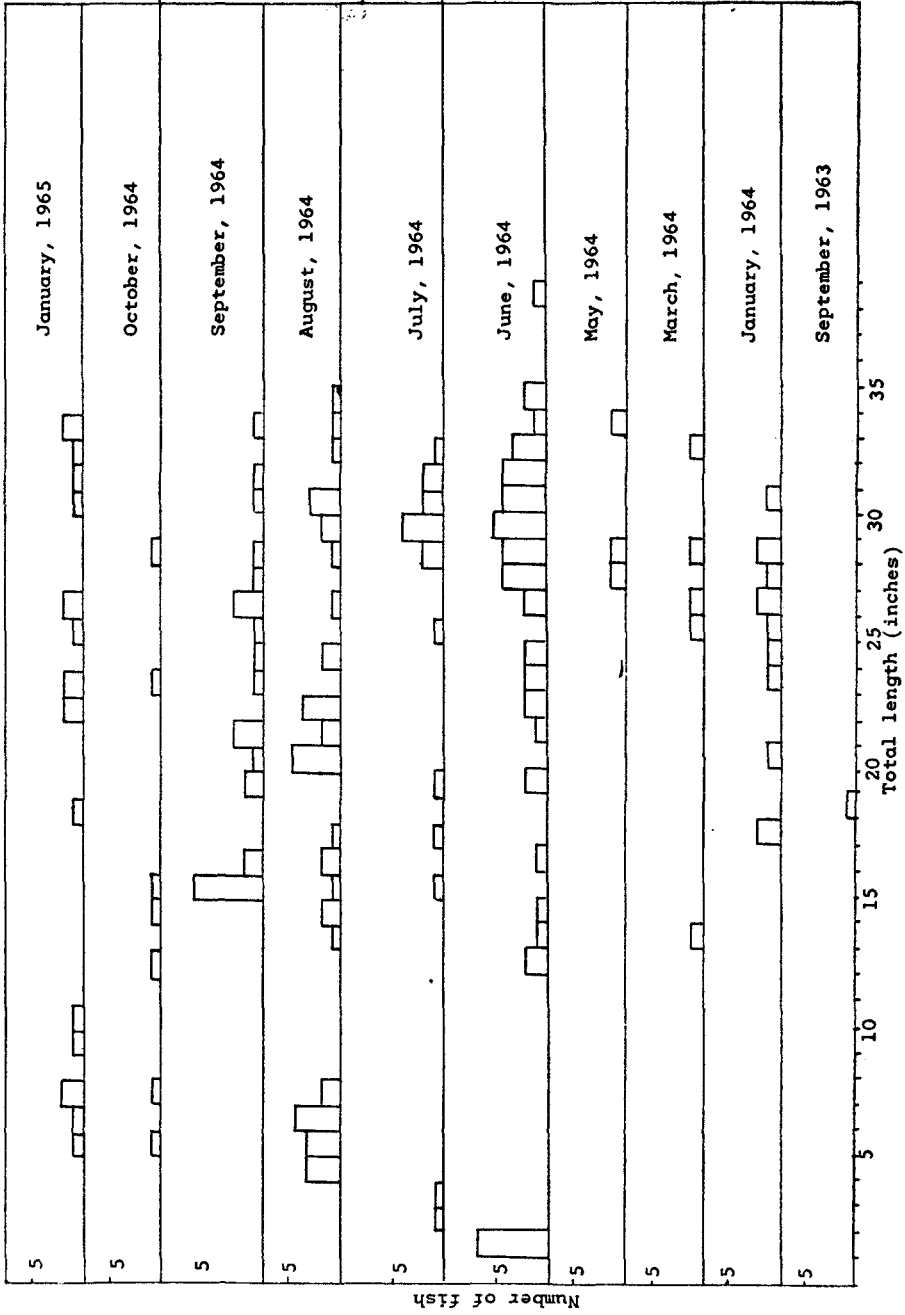 January, 1965
5
October, 1964
5
September, 1964
5
August, 1964
5
July, 1964
5
June, 1964
5
May, 1964
5
March, 1964
5
January, 1964
5
September, 1963
5
5 10 15 20 25 30 35
Total length (inches)
Number of fish